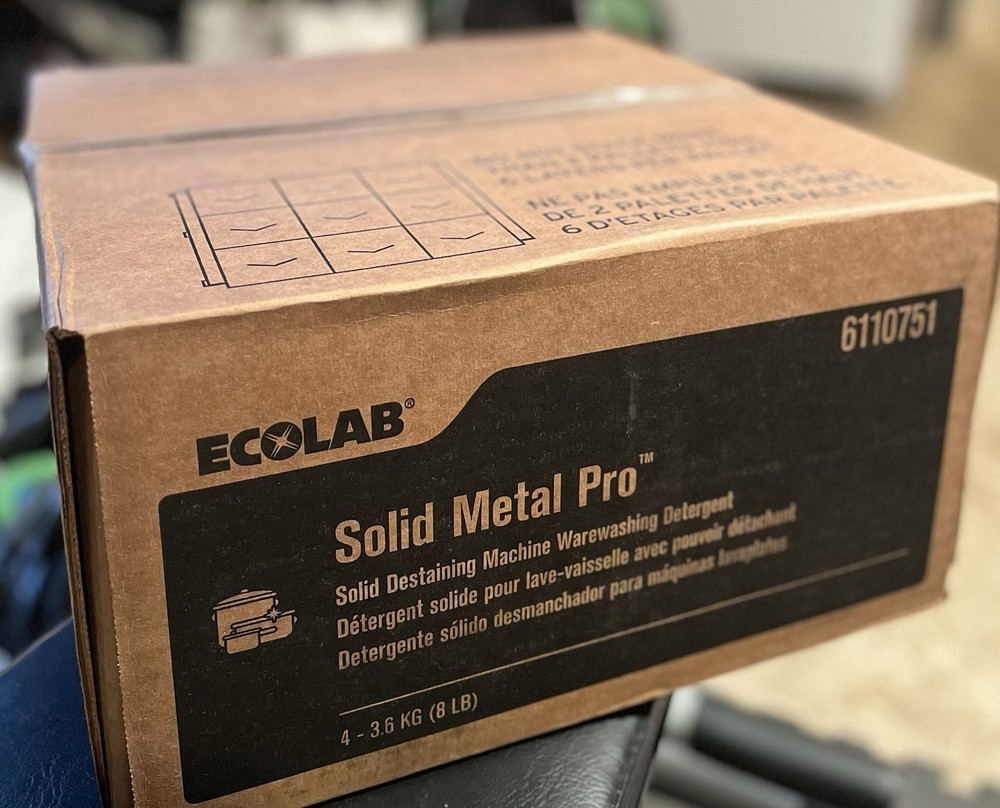 NE PAS EMPILER PLUS
DE 2 PALETTES DE HAUT
6 D'ÉTAGES PAR PALETTE
6110751
ECOLAB®
Solid Metal Pro™
Solid Destaining Machine Warewashing Detergent
Détergent solide pour lave-vaisselle avec pouvoir détachant
Detergente sólido desmanchador para máquinas lavaplatos
4 - 3.6 KG (8 LB)